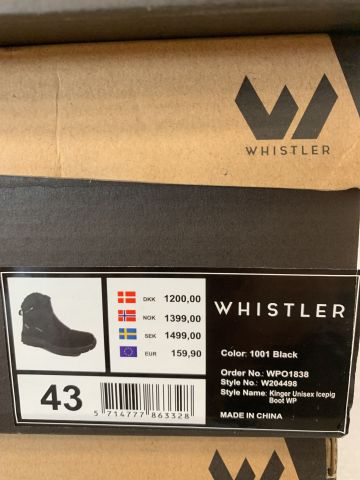 WHISTLER
DKK 1200,00
NOK 1399,00
SEK 1499,00
EUR 159,90
WHISTLER
Color: 1001 Black
Order No.: WPO1838
Style No.: W204498
Style Name: Kinger Unisex Icepig
Boot WP
MADE IN CHINA
43
5 714777 863328